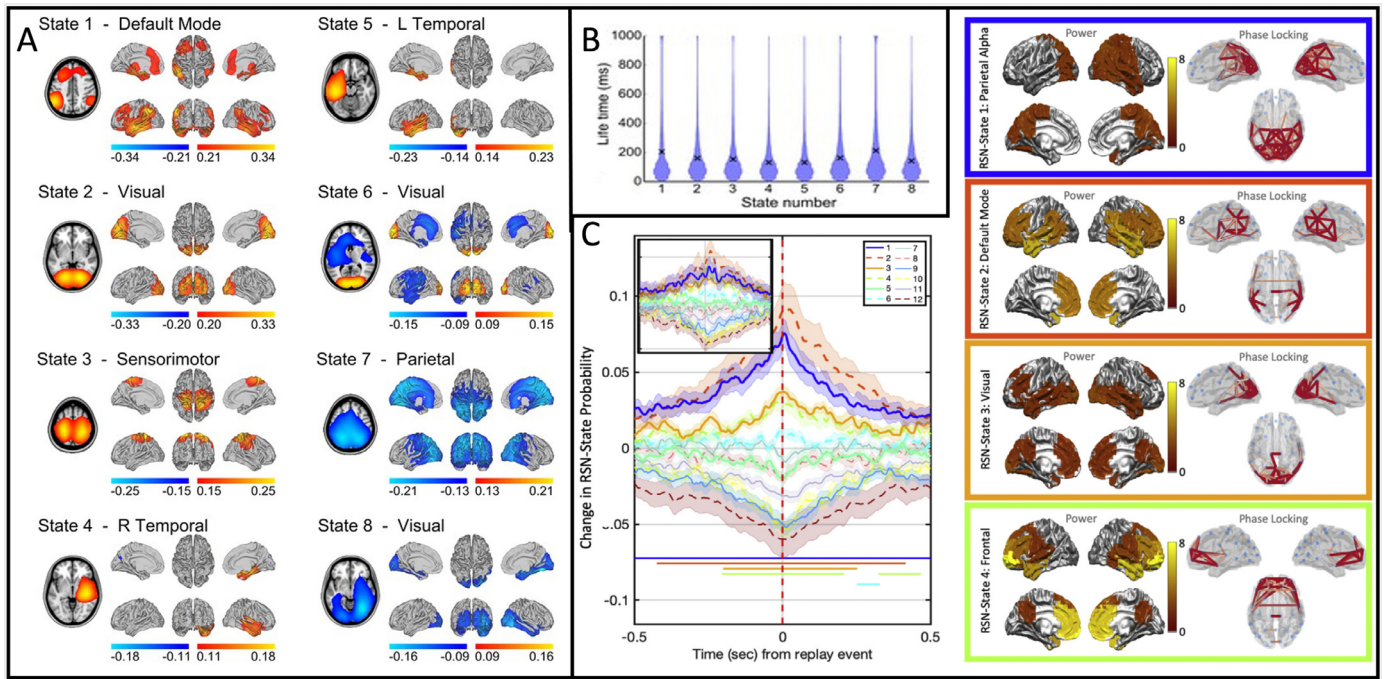 A
State 1 - Default Mode
-0.34 -0.21 0.21 0.34
State 2 - Visual
-0.33 -0.20 0.20 0.33
State 3 - Sensorimotor
-0.25 -0.15 0.15 0.25
State 4 - R Temporal
-0.18 -0.11 0.11 0.18
State 5 - L Temporal
-0.23 -0.14 0.14 0.23
State 6 - Visual
-0.15 -0.09 0.09 0.15
State 7 - Parietal
-0.21 -0.13 0.13 0.21
State 8 - Visual
-0.16 -0.09 0.09 0.16
B
Life time (ms)
1000
800
600
400
200
0
1 2 3 4 5 6 7 8
State number
C
Change in RSN-State Probability
0.1
0.05
0
-.05
-0.1
1 7
2 8
3 9
4 10
5 11
6 12
-0.5 0 0.5
Time (sec) from replay event
RSN-State 1: Parietal Alpha
Power
8
0
Phase Locking
RSN-State 2: Default Mode
Power
8
0
Phase Locking
RSN-State 3: Visual
Power
8
0
Phase Locking
RSN-State 4: Frontal
Power
8
0
Phase Locking